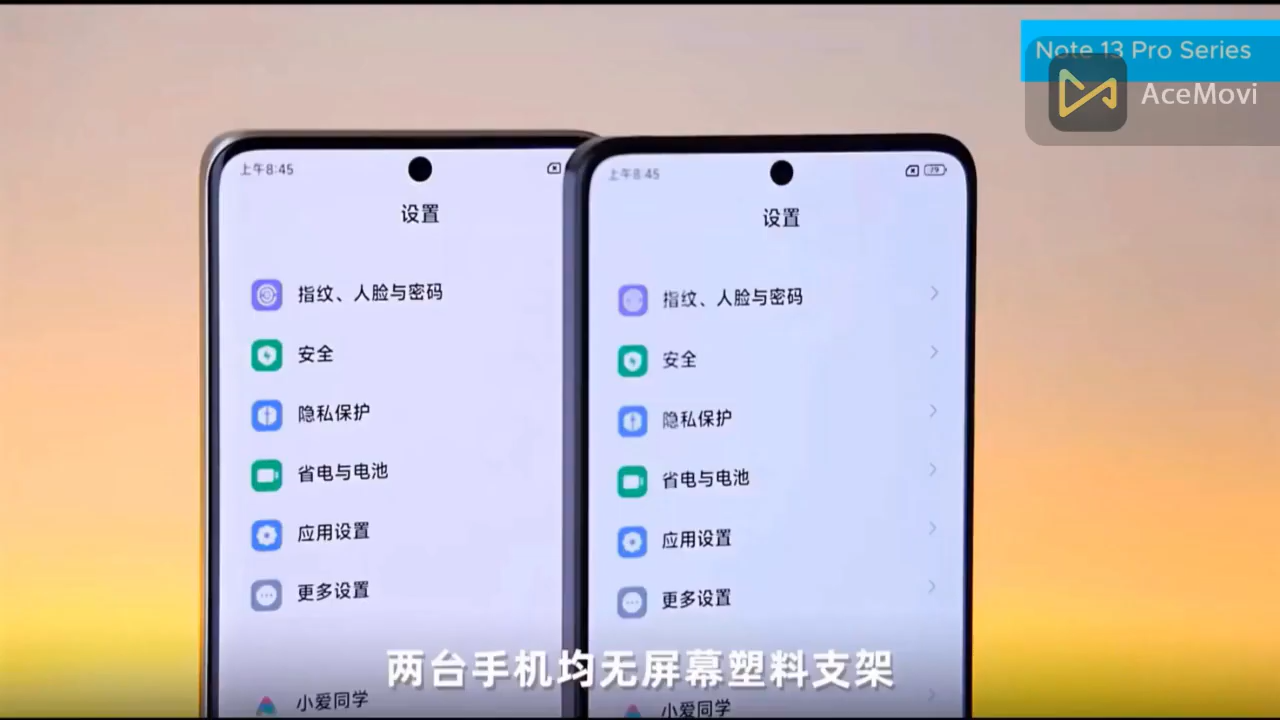 Note 13 Pro Series
AceMovi
上午8:45
设置
指纹、人脸与密码
安全
隐私保护
省电与电池
应用设置
更多设置
小爱同学
上午8:45
79
设置
指纹、人脸与密码
安全
隐私保护
省电与电池
应用设置
更多设置
小爱同学
两台手机均无屏幕塑料支架